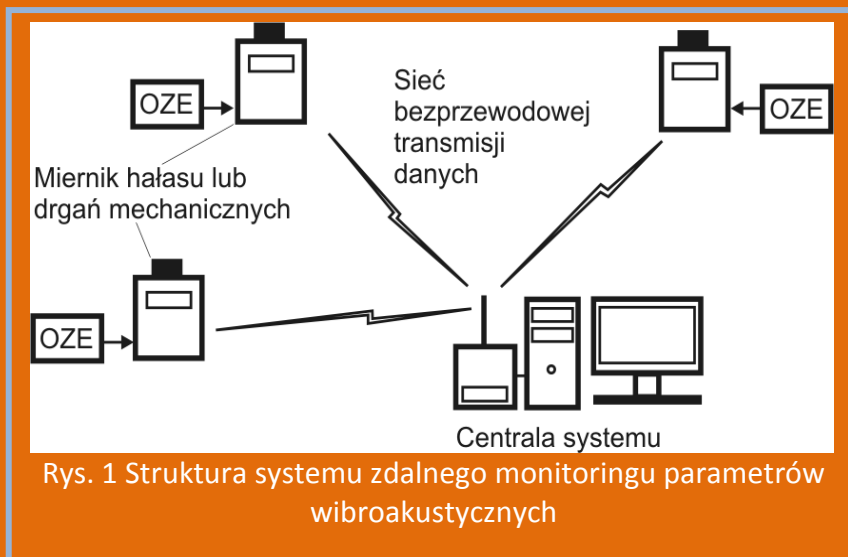 OZE
Sieć
bezprzewodowej
transmisji
danych
OZE
Miernik hałasu lub
drgań mechanicznych
OZE
Centrala systemu
Rys. 1 Struktura systemu zdalnego monitoringu parametrów
wibroakustycznych